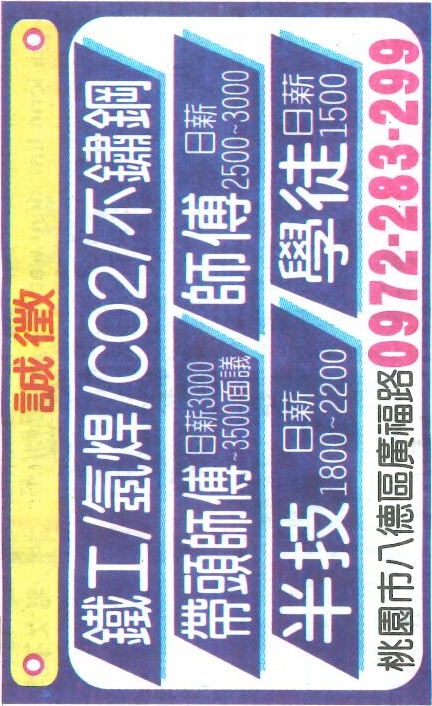 誠徵
鐵工/氬焊/CO2/不鏽鋼
帶頭師傅 日薪3000~3500面議
師傅 日薪2500~3000
半技 日薪1800~2200
學徒 日薪1500
桃園市八德區廣福路 0972-283-299